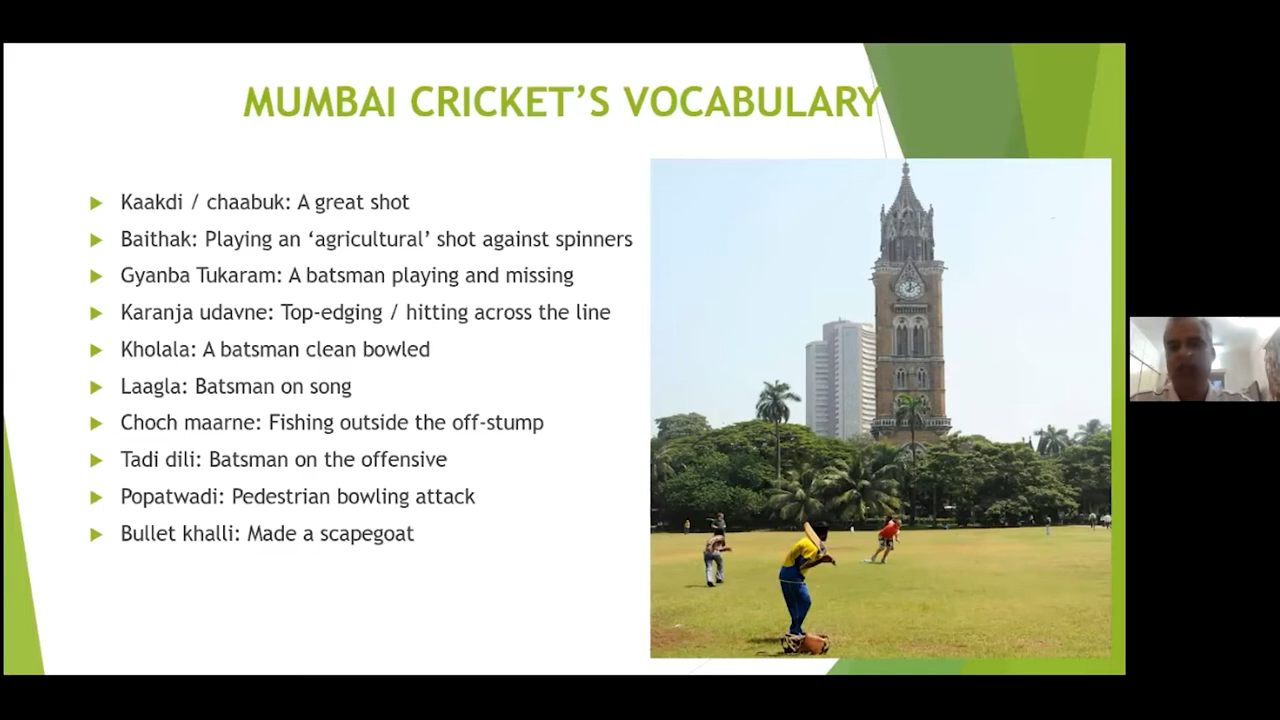 MUMBAI CRICKET’S VOCABULARY
Kaakdi / chaabuk: A great shot
Baithak: Playing an ‘agricultural’ shot against spinners
Gyanba Tukaram: A batsman playing and missing
Karanja udavne: Top-edging / hitting across the line
Kholala: A batsman clean bowled
Laagla: Batsman on song
Choch maarne: Fishing outside the off-stump
Tadi dili: Batsman on the offensive
Popatwadi: Pedestrian bowling attack
Bullet khalli: Made a scapegoat